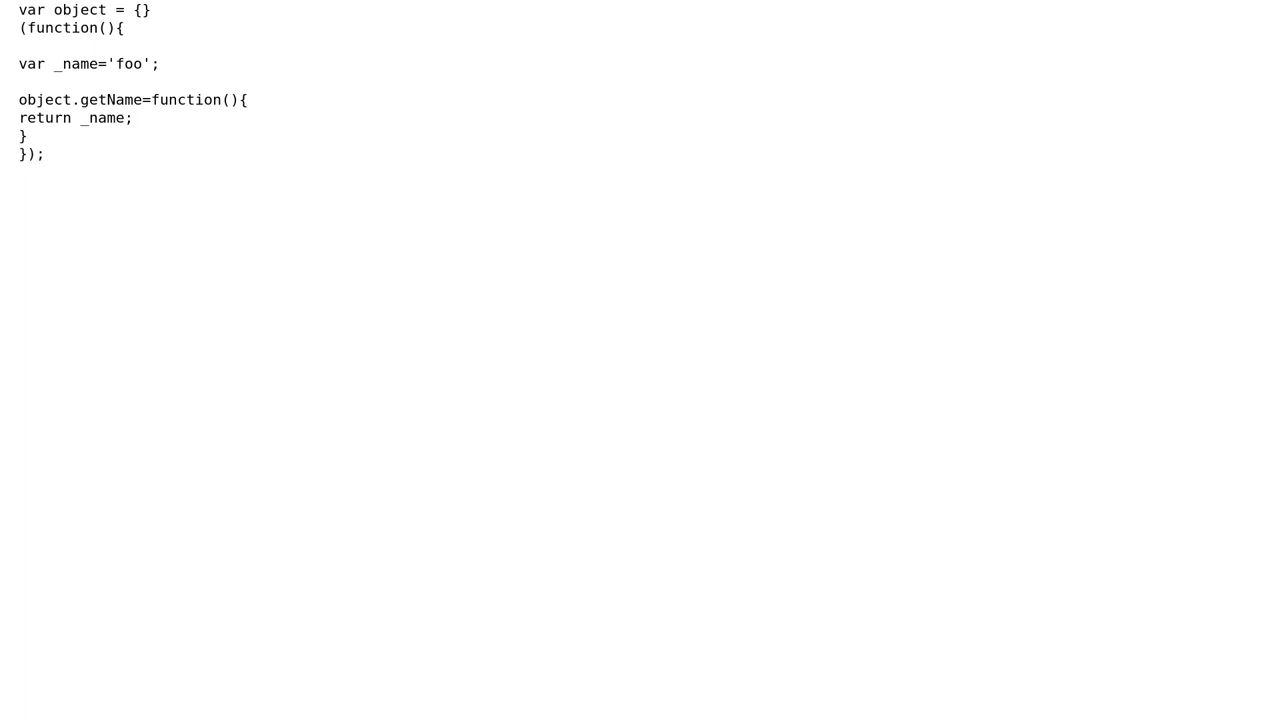 var object = {}
(function(){
var _name='foo';
object.getName=function(){
return _name;
}
});